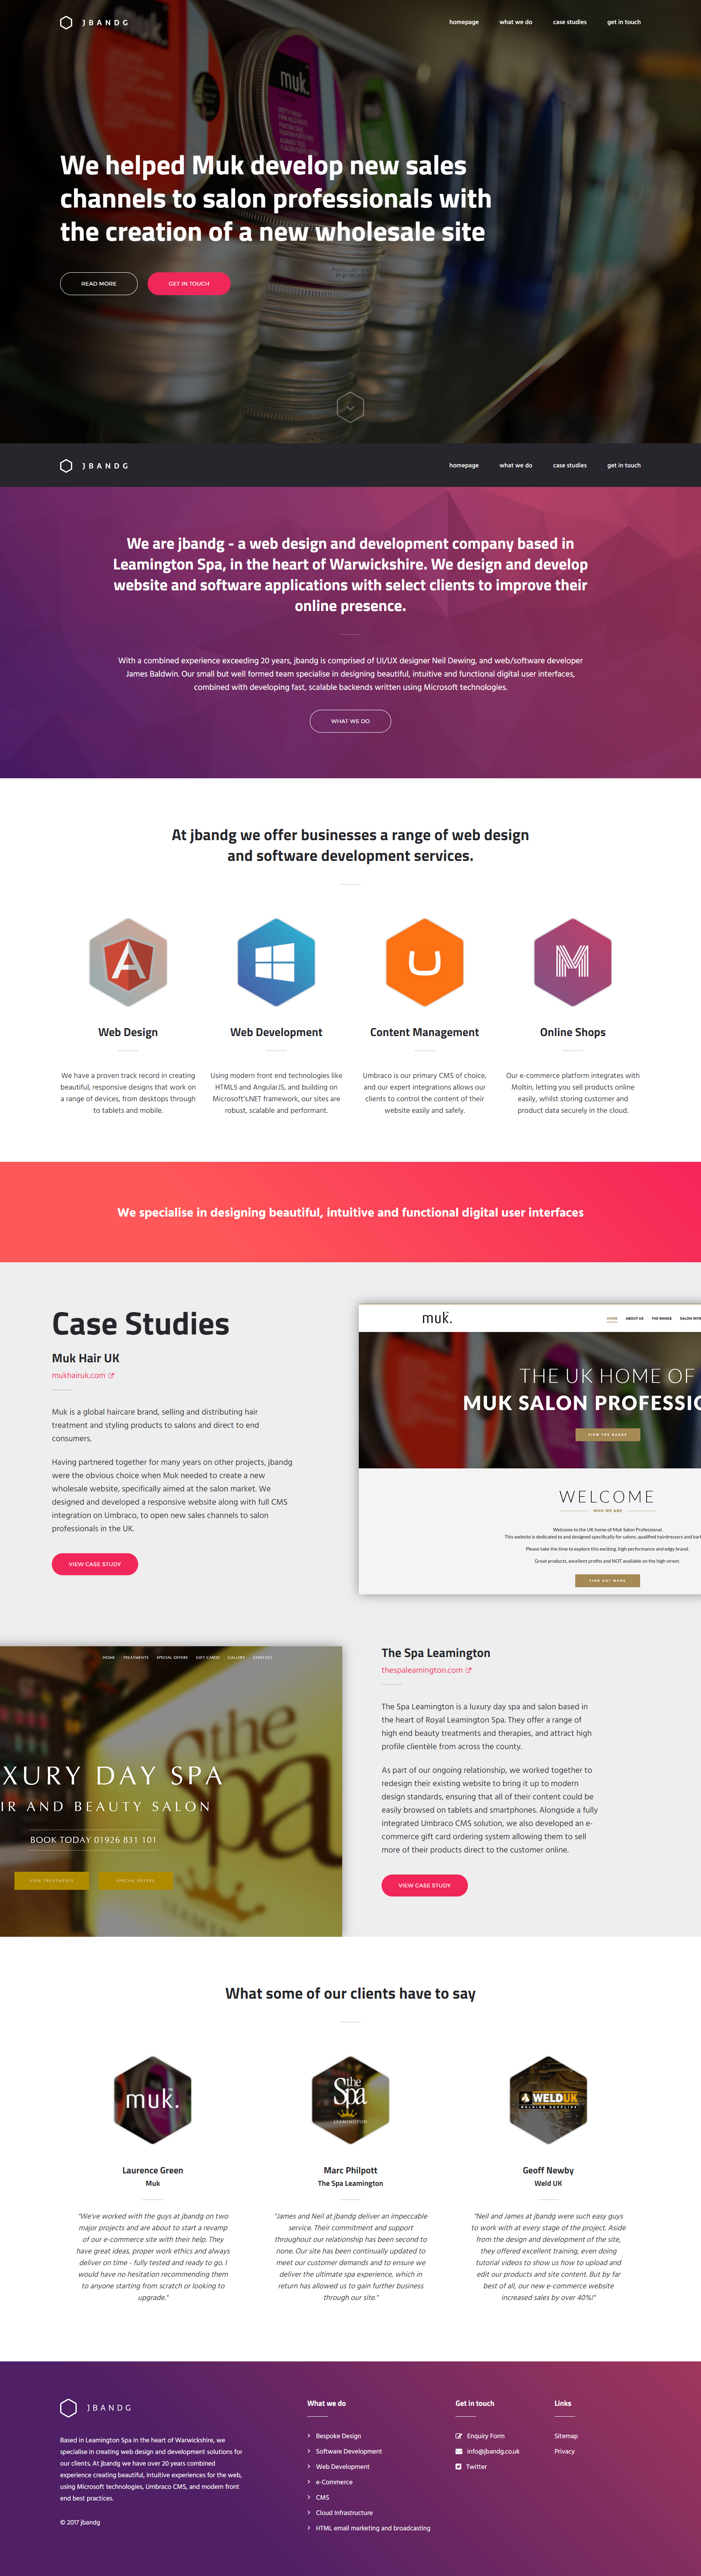 JBANDG
homepage what we do case studies get in touch
muk.
We helped Muk develop new sales
channels to salon professionals with
the creation of a new wholesale site
READ MORE GET IN TOUCH
JBANDG
homepage what we do case studies get in touch
We are jbandg - a web design and development company based in
Leamington Spa, in the heart of Warwickshire. We design and develop
website and software applications with select clients to improve their
online presence.
With a combined experience exceeding 20 years, jbandg is comprised of UI/UX designer Neil Dewing, and web/software developer
James Baldwin. Our small but well formed team specialise in designing beautiful, intuitive and functional digital user interfaces,
combined with developing fast, scalable backends written using Microsoft technologies.
WHAT WE DO
At jbandg we offer businesses a range of web design
and software development services.
Web Design
We have a proven track record in creating
beautiful, responsive designs that work on
a range of devices, from desktops through
to tablets and mobile.
Web Development
Using modern front end technologies like
HTML5 and AngularJS, and building on
Microsoft's.NET framework, our sites are
robust, scalable and performant.
Content Management
Umbraco is our primary CMS of choice,
and our expert integrations allows our
clients to control the content of their
website easily and safely.
Online Shops
Our e-commerce platform integrates with
Moltin, letting you sell products online
easily, whilst storing customer and
product data securely in the cloud.
We specialise in designing beautiful, intuitive and functional digital user interfaces
Case Studies
Muk Hair UK
mukhairuk.com
Muk is a global haircare brand, selling and distributing hair
treatment and styling products to salons and direct to end
consumers.
Having partnered together for many years on other projects, jbandg
were the obvious choice when Muk needed to create a new
wholesale website, specifically aimed at the salon market. We
designed and developed a responsive website along with full CMS
integration on Umbraco, to open new sales channels to salon
professionals in the UK.
VIEW CASE STUDY
muk.
HOME ABOUT US THE RANGE SALON INTR
THE UK HOME OF
MUK SALON PROFESSIO
VIEW THE RANGE
WELCOME
WHO WE ARE
Welcome to the UK home of Muk Salon Professional.
This website is dedicated to and designed specifically for salons, qualified hairdressers and bar
Please take the time to explore this exciting, high performance and edgy brand.
Great products, excellent profits and NOT available on the high street.
FIND OUT MORE
HOME TREATMENTS SPECIAL OFFERS GIFT CARDS GALLERY CONTACT
XURY DAY SPA
IR AND BEAUTY SALON
BOOK TODAY 01926 831 101
VIEW TREATMENTS SPECIAL OFFERS
The Spa Leamington
thespaleamington.com
The Spa Leamington is a luxury day spa and salon based in
the heart of Royal Leamington Spa. They offer a range of
high end beauty treatments and therapies, and attract high
profile clientèle from across the county.
As part of our ongoing relationship, we worked together to
redesign their existing website to bring it up to modern
design standards, ensuring that all of their content could be
easily browsed on tablets and smartphones. Alongside a fully
integrated Umbraco CMS solution, we also developed an e-
commerce gift card ordering system allowing them to sell
more of their products direct to the customer online.
VIEW CASE STUDY
What some of our clients have to say
muk.
Laurence Green
Muk
"We've worked with the guys at jbandg on two
major projects and are about to start a revamp
of our e-commerce site with their help. They
have great ideas, proper work ethics and always
deliver on time - fully tested and ready to go. I
would have no hesitation recommending them
to anyone starting from scratch or looking to
upgrade."
the
Spa
LEAMINGTON
Marc Philpott
The Spa Leamington
"James and Neil at jbandg deliver an impeccable
service. Their commitment and support
throughout our relationship has been second to
none. Our site has been continually updated to
meet our customer demands and to ensure we
deliver the ultimate spa experience, which in
return has allowed us to gain further business
through our site."
WELDUK
WELDING SUPPLIES
Geoff Newby
Weld UK
"Neil and James at jbandg were such easy guys
to work with at every stage of the project. Aside
from the design and development of the site,
they offered excellent training, even doing
tutorial videos to show us how to upload and
edit our products and site content. But by far
best of all, our new e-commerce website
increased sales by over 40%!"
JBANDG
Based in Leamington Spa in the heart of Warwickshire, we
specialise in creating web design and development solutions for
our clients. At jbandg we have over 20 years combined
experience creating beautiful, intuitive experiences for the web,
using Microsoft technologies, Umbraco CMS, and modern front
end best practices.
© 2017 jbandg
What we do
Bespoke Design
Software Development
Web Development
e-Commerce
CMS
Cloud Infrastructure
HTML email marketing and broadcasting
Get in touch
Enquiry Form
info@jbandg.co.uk
Twitter
Links
Sitemap
Privacy